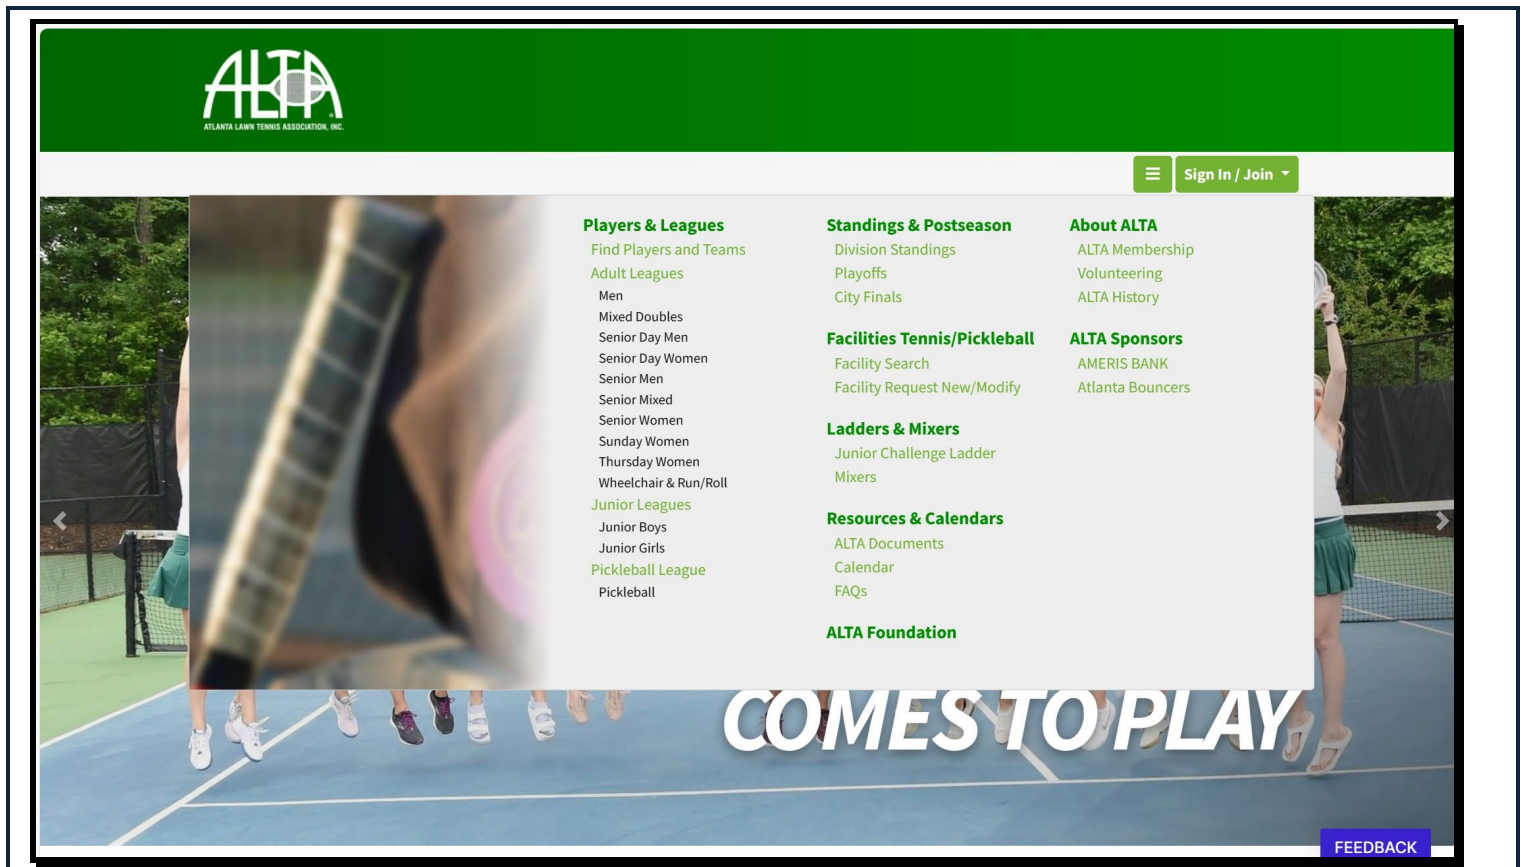 ALTA
ATLANTA LAWN TENNIS ASSOCIATION, INC.
Sign In / Join
Players & Leagues
Find Players and Teams
Adult Leagues
Men
Mixed Doubles
Senior Day Men
Senior Day Women
Senior Men
Senior Mixed
Senior Women
Sunday Women
Thursday Women
Wheelchair & Run/Roll
Junior Leagues
Junior Boys
Junior Girls
Pickleball League
Pickleball
Standings & Postseason
Division Standings
Playoffs
City Finals
Facilities Tennis/Pickleball
Facility Search
Facility Request New/Modify
Ladders & Mixers
Junior Challenge Ladder
Mixers
Resources & Calendars
ALTA Documents
Calendar
FAQs
ALTA Foundation
About ALTA
ALTA Membership
Volunteering
ALTA History
ALTA Sponsors
AMERIS BANK
Atlanta Bouncers
COMES TO PLAY
FEEDBACK